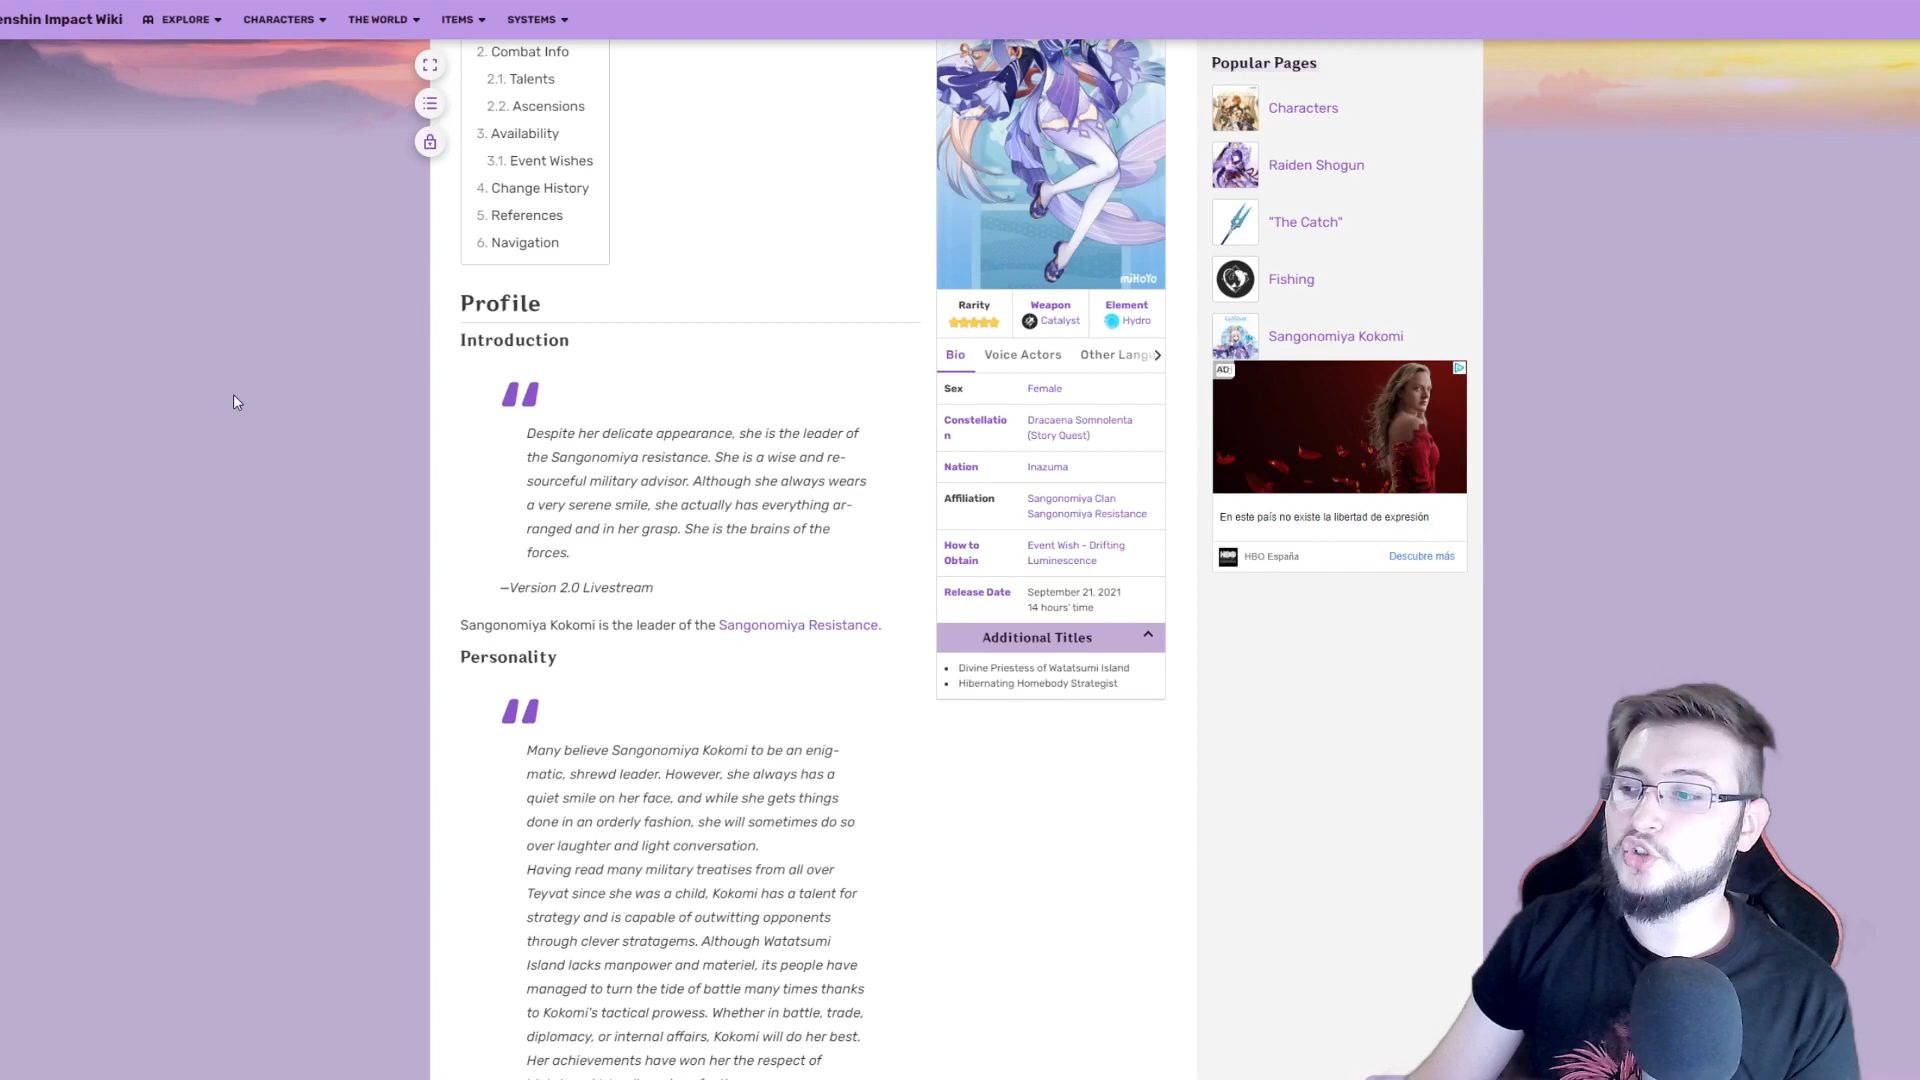 enshin Impact Wiki
EXPLORE
CHARACTERS
THE WORLD
ITEMS
SYSTEMS
2. Combat Info
2.1. Talents
2.2. Ascensions
3. Availability
3.1. Event Wishes
4. Change History
5. References
6. Navigation
Profile
Introduction
Despite her delicate appearance, she is the leader of
the Sangonomiya resistance. She is a wise and re-
sourceful military advisor. Although she always wears
a very serene smile, she actually has everything ar-
ranged and in her grasp. She is the brains of the
forces.
—Version 2.0 Livestream
Sangonomiya Kokomi is the leader of the Sangonomiya Resistance.
Personality
Many believe Sangonomiya Kokomi to be an enig-
matic, shrewd leader. However, she always has a
quiet smile on her face, and while she gets things
done in an orderly fashion, she will sometimes do so
over laughter and light conversation.
Having read many military treatises from all over
Teyvat since she was a child, Kokomi has a talent for
strategy and is capable of outwitting opponents
through clever stratagems. Although Watatsumi
Island lacks manpower and materiel, its people have
managed to turn the tide of battle many times thanks
to Kokomi's tactical prowess. Whether in battle, trade,
diplomacy, or internal affairs, Kokomi will do her best.
Her achievements have won her the respect of
miHoYo
Rarity
Weapon
Element
Catalyst
Hydro
Bio
Voice Actors
Other Langu
Sex
Female
Constellatio
n
Dracaena Somnolenta
(Story Quest)
Nation
Inazuma
Affiliation
Sangonomiya Clan
Sangonomiya Resistance
How to
Obtain
Event Wish - Drifting
Luminescence
Release Date
September 21, 2021
14 hours' time
Additional Titles
• Divine Priestess of Watatsumi Island
• Hibernating Homebody Strategist
Popular Pages
Characters
Raiden Shogun
"The Catch"
Fishing
Sangonomiya Kokomi
AD
En este país no existe la libertad de expresión
HBO
HBO España
Descubre más